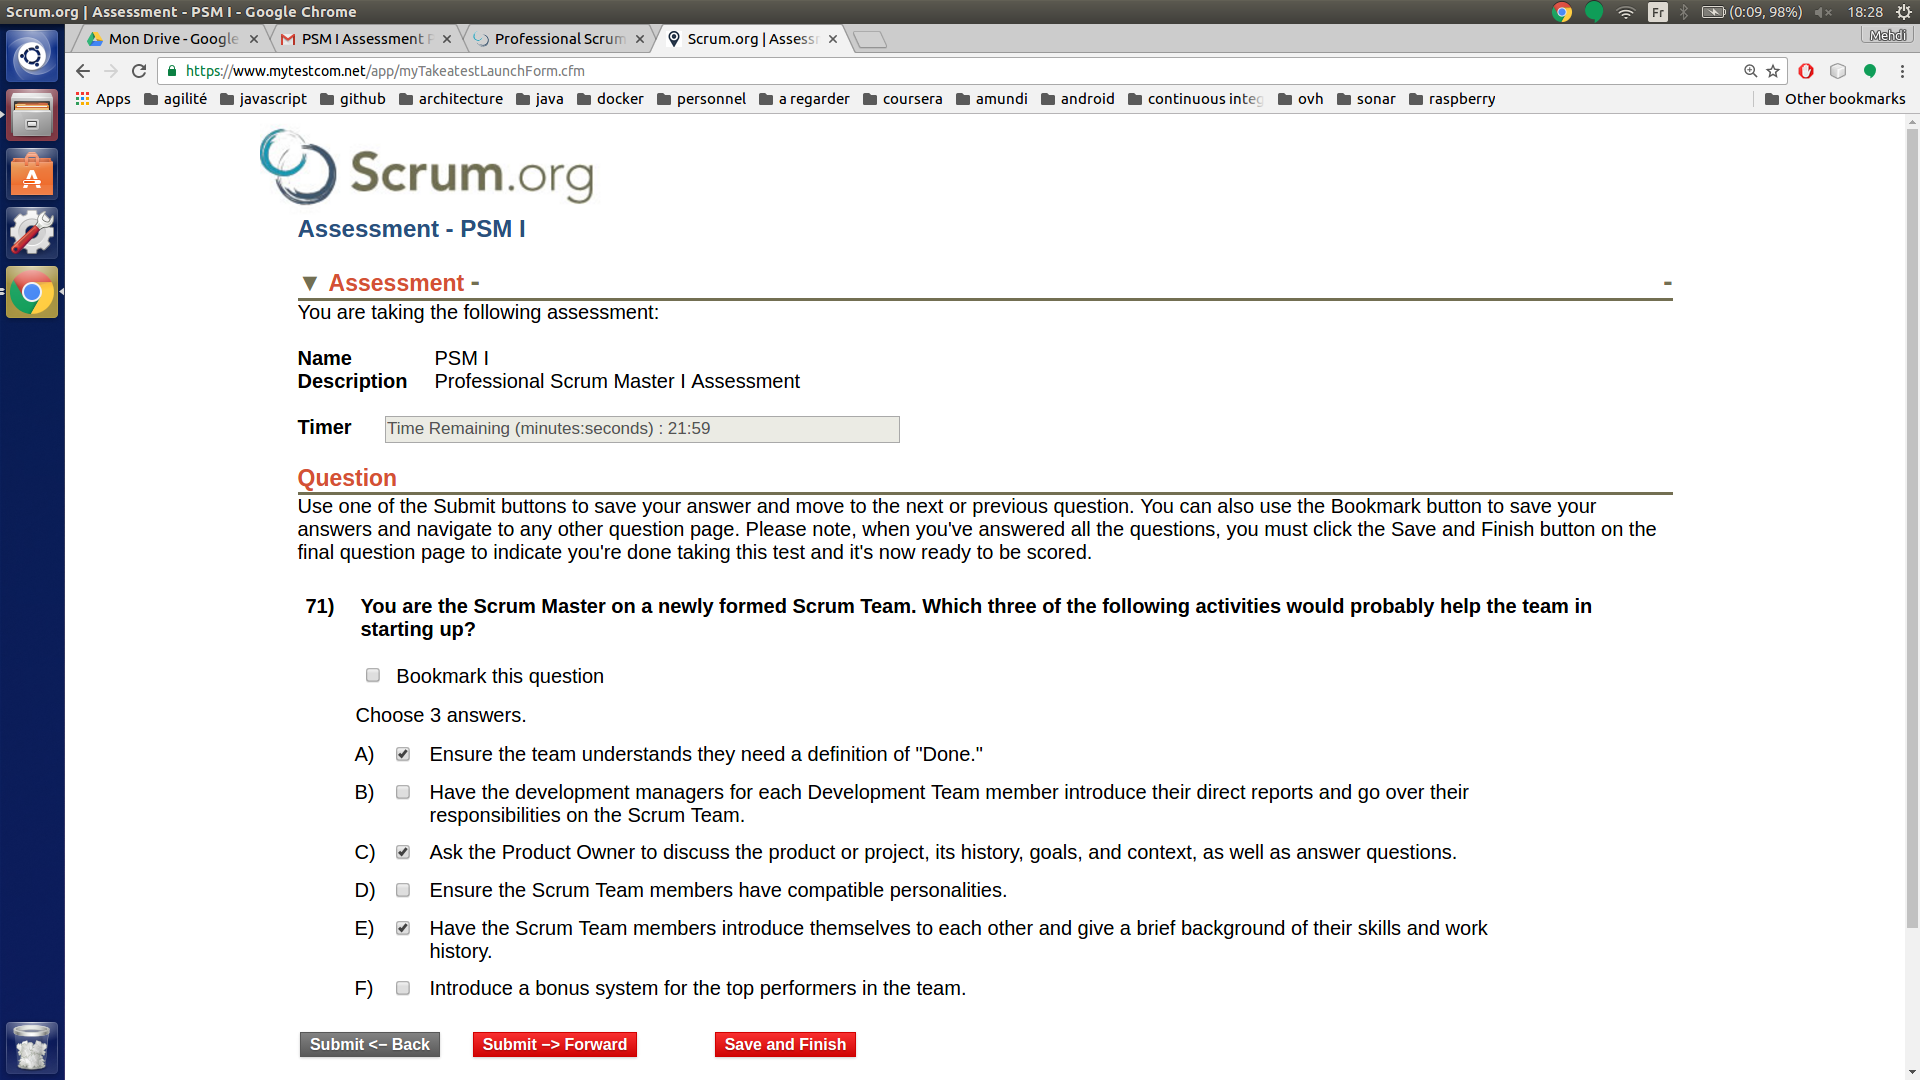 Scrum.org | Assessment - PSM I - Google Chrome
Fr
(0:09, 98%)
18:28
Mon Drive - Google
PSM I Assessment
Professional Scrum
Scrum.org | Assess
Mehdi
https://www.mytestcom.net/app/myTakeatestLaunchForm.cfm
Apps
agilité
javascript
github
architecture
java
docker
personnel
a regarder
coursera
amundi
android
continuous integ
ovh
sonar
raspberry
Other bookmarks
Scrum.org
Assessment - PSM I
▼ Assessment - -
You are taking the following assessment:
Name PSM I
Description Professional Scrum Master I Assessment
Timer Time Remaining (minutes:seconds) : 21:59
Question
Use one of the Submit buttons to save your answer and move to the next or previous question. You can also use the Bookmark button to save your
answers and navigate to any other question page. Please note, when you've answered all the questions, you must click the Save and Finish button on the
final question page to indicate you're done taking this test and it's now ready to be scored.
71) You are the Scrum Master on a newly formed Scrum Team. Which three of the following activities would probably help the team in
starting up?
Bookmark this question
Choose 3 answers.
A) Ensure the team understands they need a definition of "Done."
B) Have the development managers for each Development Team member introduce their direct reports and go over their
responsibilities on the Scrum Team.
C) Ask the Product Owner to discuss the product or project, its history, goals, and context, as well as answer questions.
D) Ensure the Scrum Team members have compatible personalities.
E) Have the Scrum Team members introduce themselves to each other and give a brief background of their skills and work
history.
F) Introduce a bonus system for the top performers in the team.
Submit <– Back
Submit –> Forward
Save and Finish